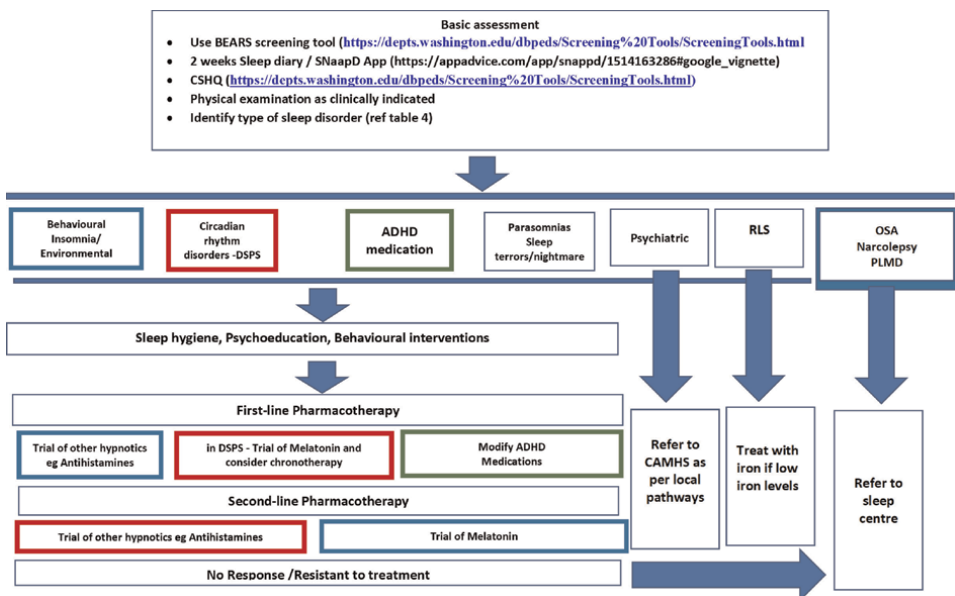 Basic assessment
• Use BEARS screening tool (https://depts.washington.edu/dbpeds/Screening%20Tools/ScreeningTools.html
• 2 weeks Sleep diary / SNaapD App (https://appadvice.com/app/snappd/1514163286#google_vignette)
• CSHQ (https://depts.washington.edu/dbpeds/Screening%20Tools/ScreeningTools.html)
• Physical examination as clinically indicated
• Identify type of sleep disorder (ref table 4)
Behavioural
Insomnia/
Environmental
Circadian
rhythm
disorders -DSPS
ADHD
medication
Parasomnias
Sleep
terrors/nightmare
Psychiatric
RLS
OSA
Narcolepsy
PLMD
Sleep hygiene, Psychoeducation, Behavioural interventions
First-line Pharmacotherapy
Trial of other hypnotics
eg Antihistamines
in DSPS - Trial of Melatonin and
consider chronotherapy
Modify ADHD
Medications
Second-line Pharmacotherapy
Trial of other hypnotics eg Antihistamines
Trial of Melatonin
No Response /Resistant to treatment
Refer to
CAMHS as
per local
pathways
Treat with
iron if low
iron levels
Refer to
sleep
centre